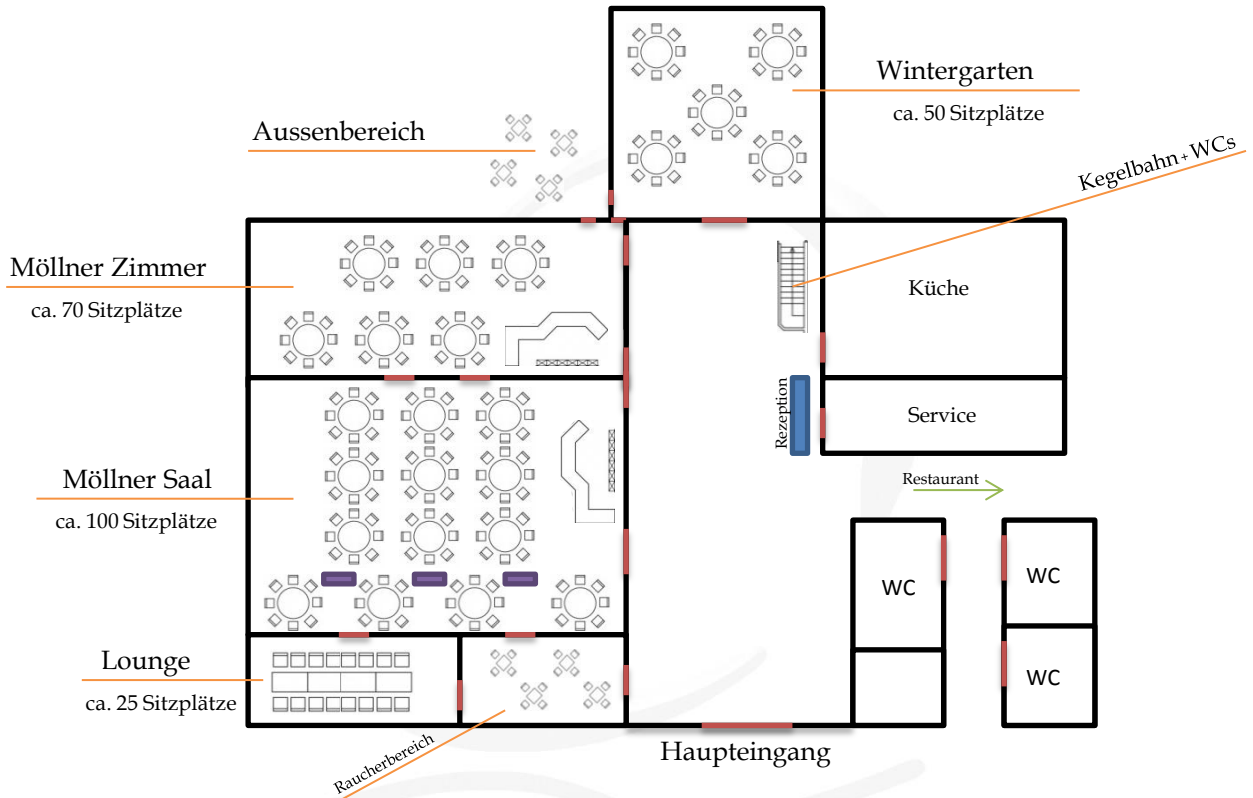 Wintergarten
ca. 50 Sitzplätze
Aussenbereich
Kegelbahn + WCs
Möllner Zimmer
ca. 70 Sitzplätze
Küche
Rezeption
Service
Möllner Saal
ca. 100 Sitzplätze
Restaurant
WC
WC
Lounge
ca. 25 Sitzplätze
WC
Raucherbereich
Haupteingang